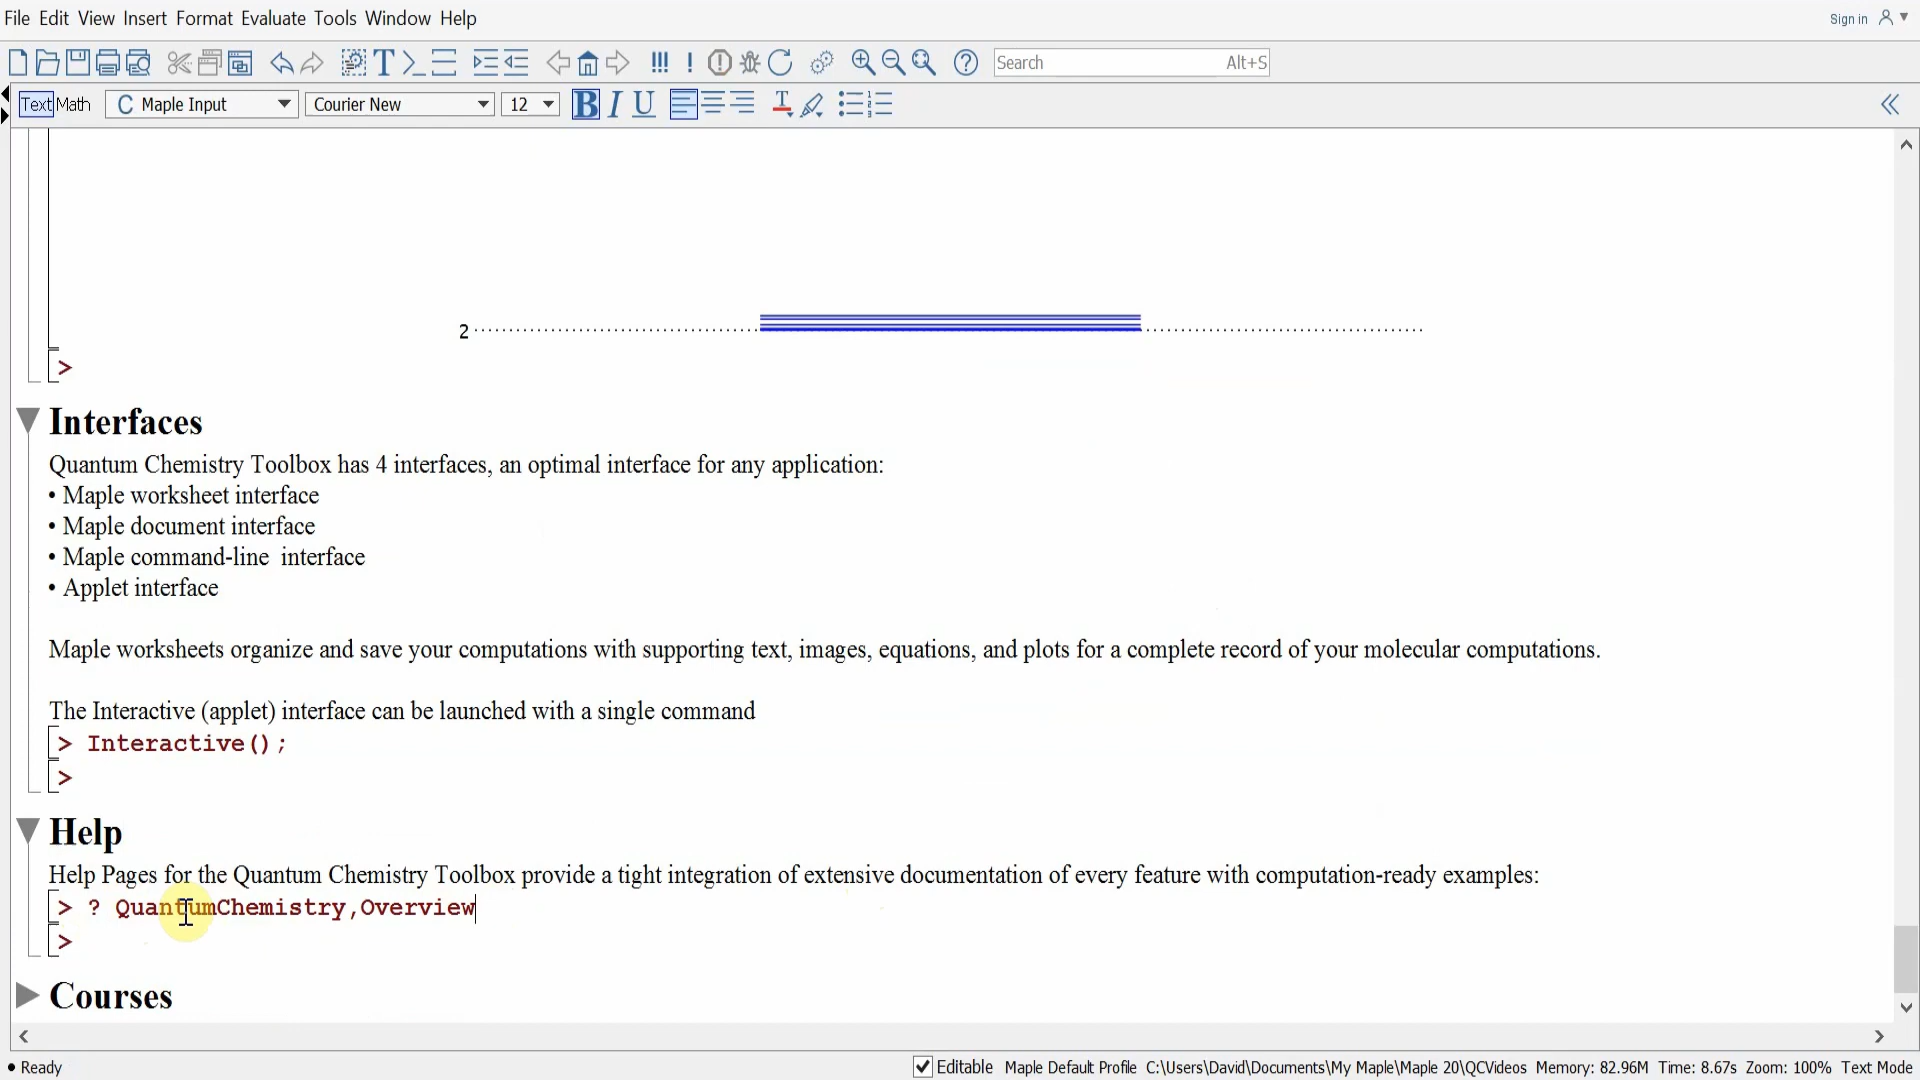 File Edit View Insert Format Evaluate Tools Window Help
Sign in
Search Alt+S
Text Math C Maple Input Courier New 12 B I U
2
>
Interfaces
Quantum Chemistry Toolbox has 4 interfaces, an optimal interface for any application:
• Maple worksheet interface
• Maple document interface
• Maple command-line interface
• Applet interface
Maple worksheets organize and save your computations with supporting text, images, equations, and plots for a complete record of your molecular computations.
The Interactive (applet) interface can be launched with a single command
> Interactive();
>
Help
Help Pages for the Quantum Chemistry Toolbox provide a tight integration of extensive documentation of every feature with computation-ready examples:
> ? QuantumChemistry,Overview
>
Courses
• Ready
Editable Maple Default Profile C:\Users\David\Documents\My Maple\Maple 20\QCVideos Memory: 82.96M Time: 8.67s Zoom: 100% Text Mode